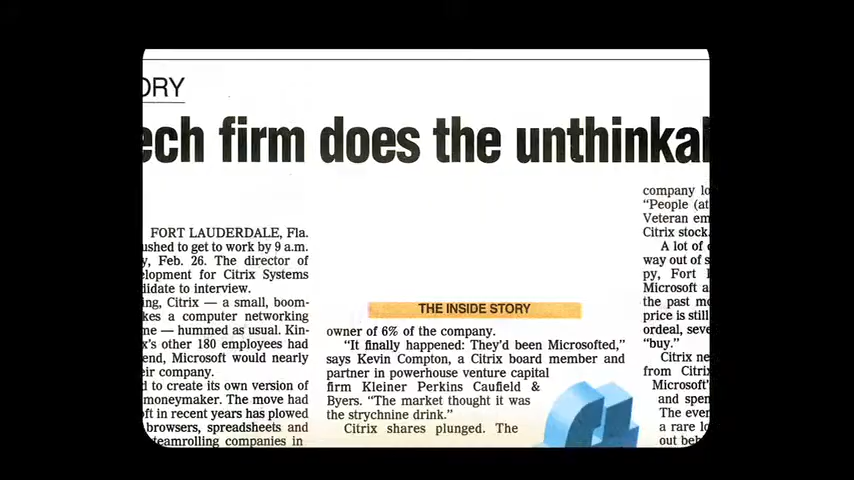 ORY
ech firm does the unthinkal
FORT LAUDERDALE, Fla.
ushed to get to work by 9 a.m.
y, Feb. 26. The director of
elopment for Citrix Systems
didate to interview.
ing, Citrix — a small, boom-
kes a computer networking
me — hummed as usual. Kin-
x's other 180 employees had
end, Microsoft would nearly
eir company.
d to create its own version of
moneymaker. The move had
oft in recent years has plowed
browsers, spreadsheets and
teamrolling companies in
THE INSIDE STORY
owner of 6% of the company.
"It finally happened: They'd been Microsofted,"
says Kevin Compton, a Citrix board member and
partner in powerhouse venture capital
firm Kleiner Perkins Caufield &
Byers. "The market thought it was
the strychnine drink."
Citrix shares plunged. The
company lo
"People (at
Veteran em
Citrix stock.
A lot of
way out of s
py, Fort
Microsoft a
the past mo
price is still
ordeal, seve
"buy."
Citrix ne
from Citrix
Microsoft's
and spen
The even
a rare lo
out beh